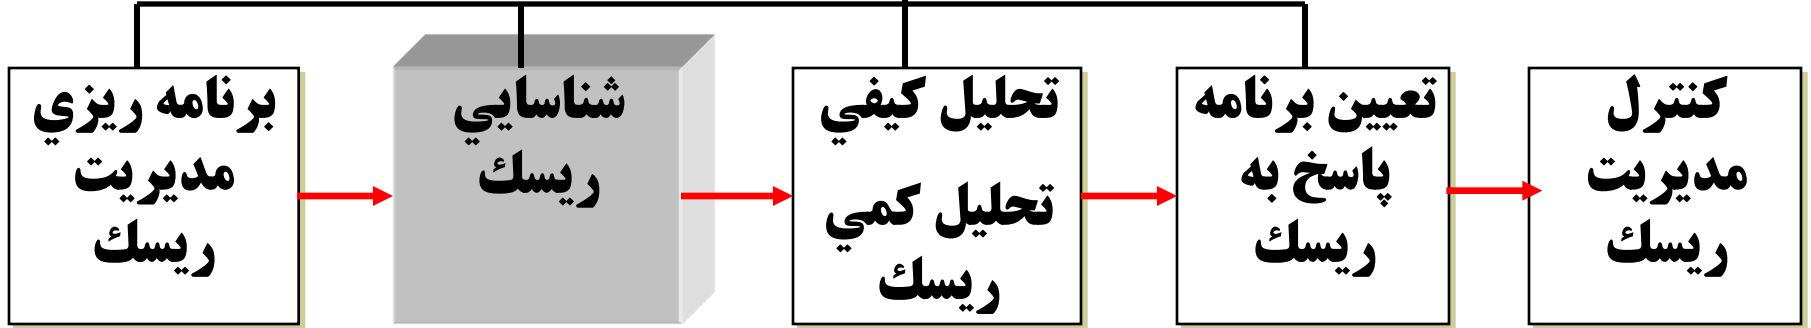 برنامه ريزي
مديريت
ريسك
شناسايي
ريسك
تحليل كيفي
تحليل كمي
ريسك
تعيين برنامه
پاسخ به
ريسك
كنترل
مديريت
ريسك